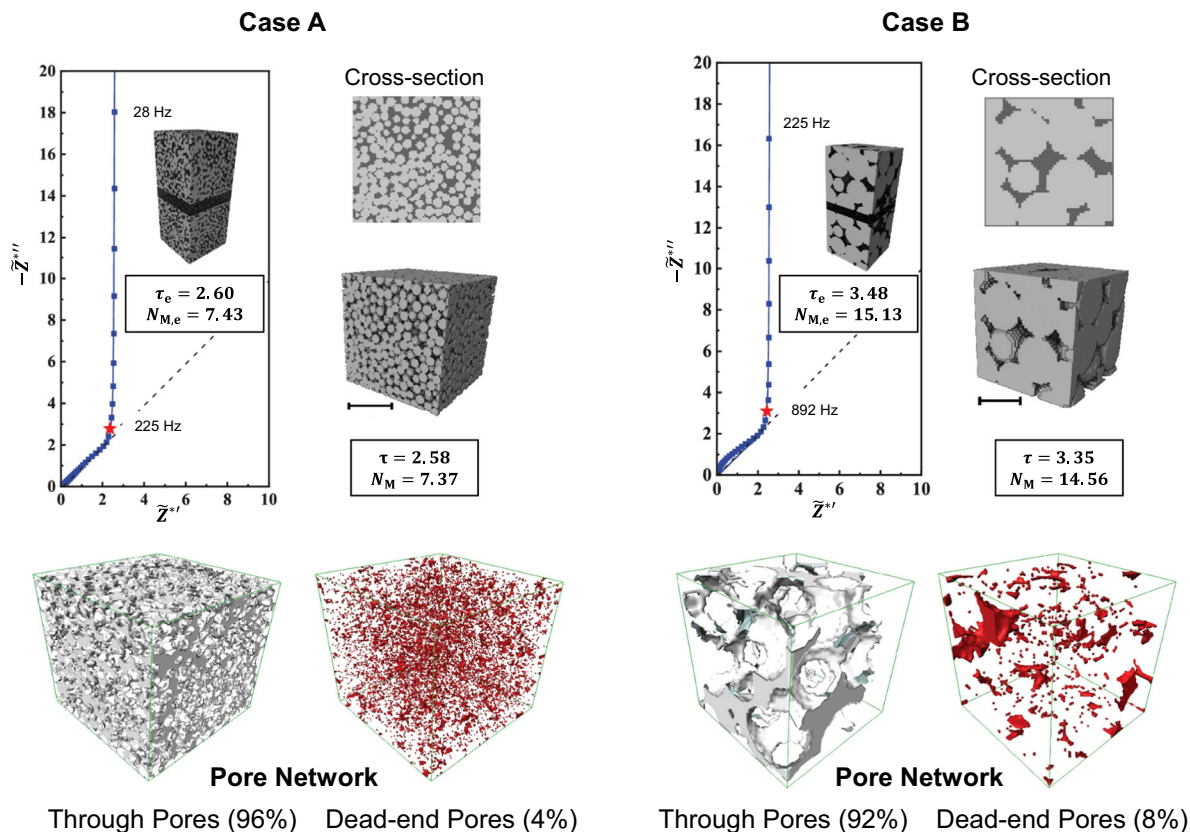 Case A
20
18
16
14
12
10
8
6
4
2
0
0 2 4 6 8 10
−Z̃*′′
Z̃*′
28 Hz
225 Hz
τe = 2.60
NM,e = 7.43
Cross-section
τ = 2.58
NM = 7.37
Pore Network
Through Pores (96%)
Dead-end Pores (4%)
Case B
20
18
16
14
12
10
8
6
4
2
0
0 2 4 6 8 10
−Z̃*′′
Z̃*′
225 Hz
892 Hz
τe = 3.48
NM,e = 15.13
Cross-section
τ = 3.35
NM = 14.56
Pore Network
Through Pores (92%)
Dead-end Pores (8%)